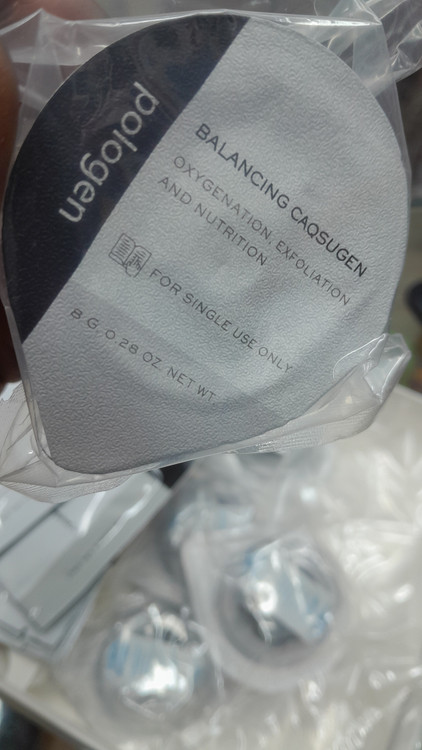 pologen
BALANCING CAQSUGEN
OXYGENATION, EXFOLIATION
AND NUTRITION
FOR SINGLE USE ONLY
8 G. 0.28 OZ. NET WT.